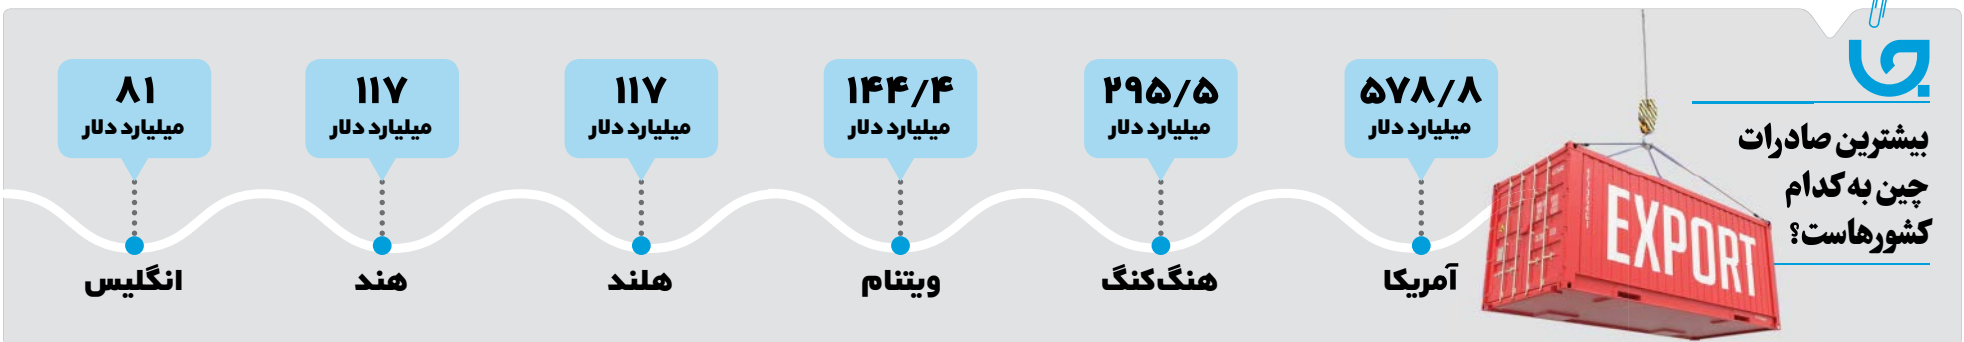 بیشترین صادرات
چین به کدام
کشورهاست؟
EXPORT
۵۷۸/۸
میلیارد دلار
آمریکا
۲۹۵/۵
میلیارد دلار
هنگ‌کنگ
۱۴۴/۴
میلیارد دلار
ویتنام
۱۱۷
میلیارد دلار
هلند
۱۱۷
میلیارد دلار
هند
۸۱
میلیارد دلار
انگلیس